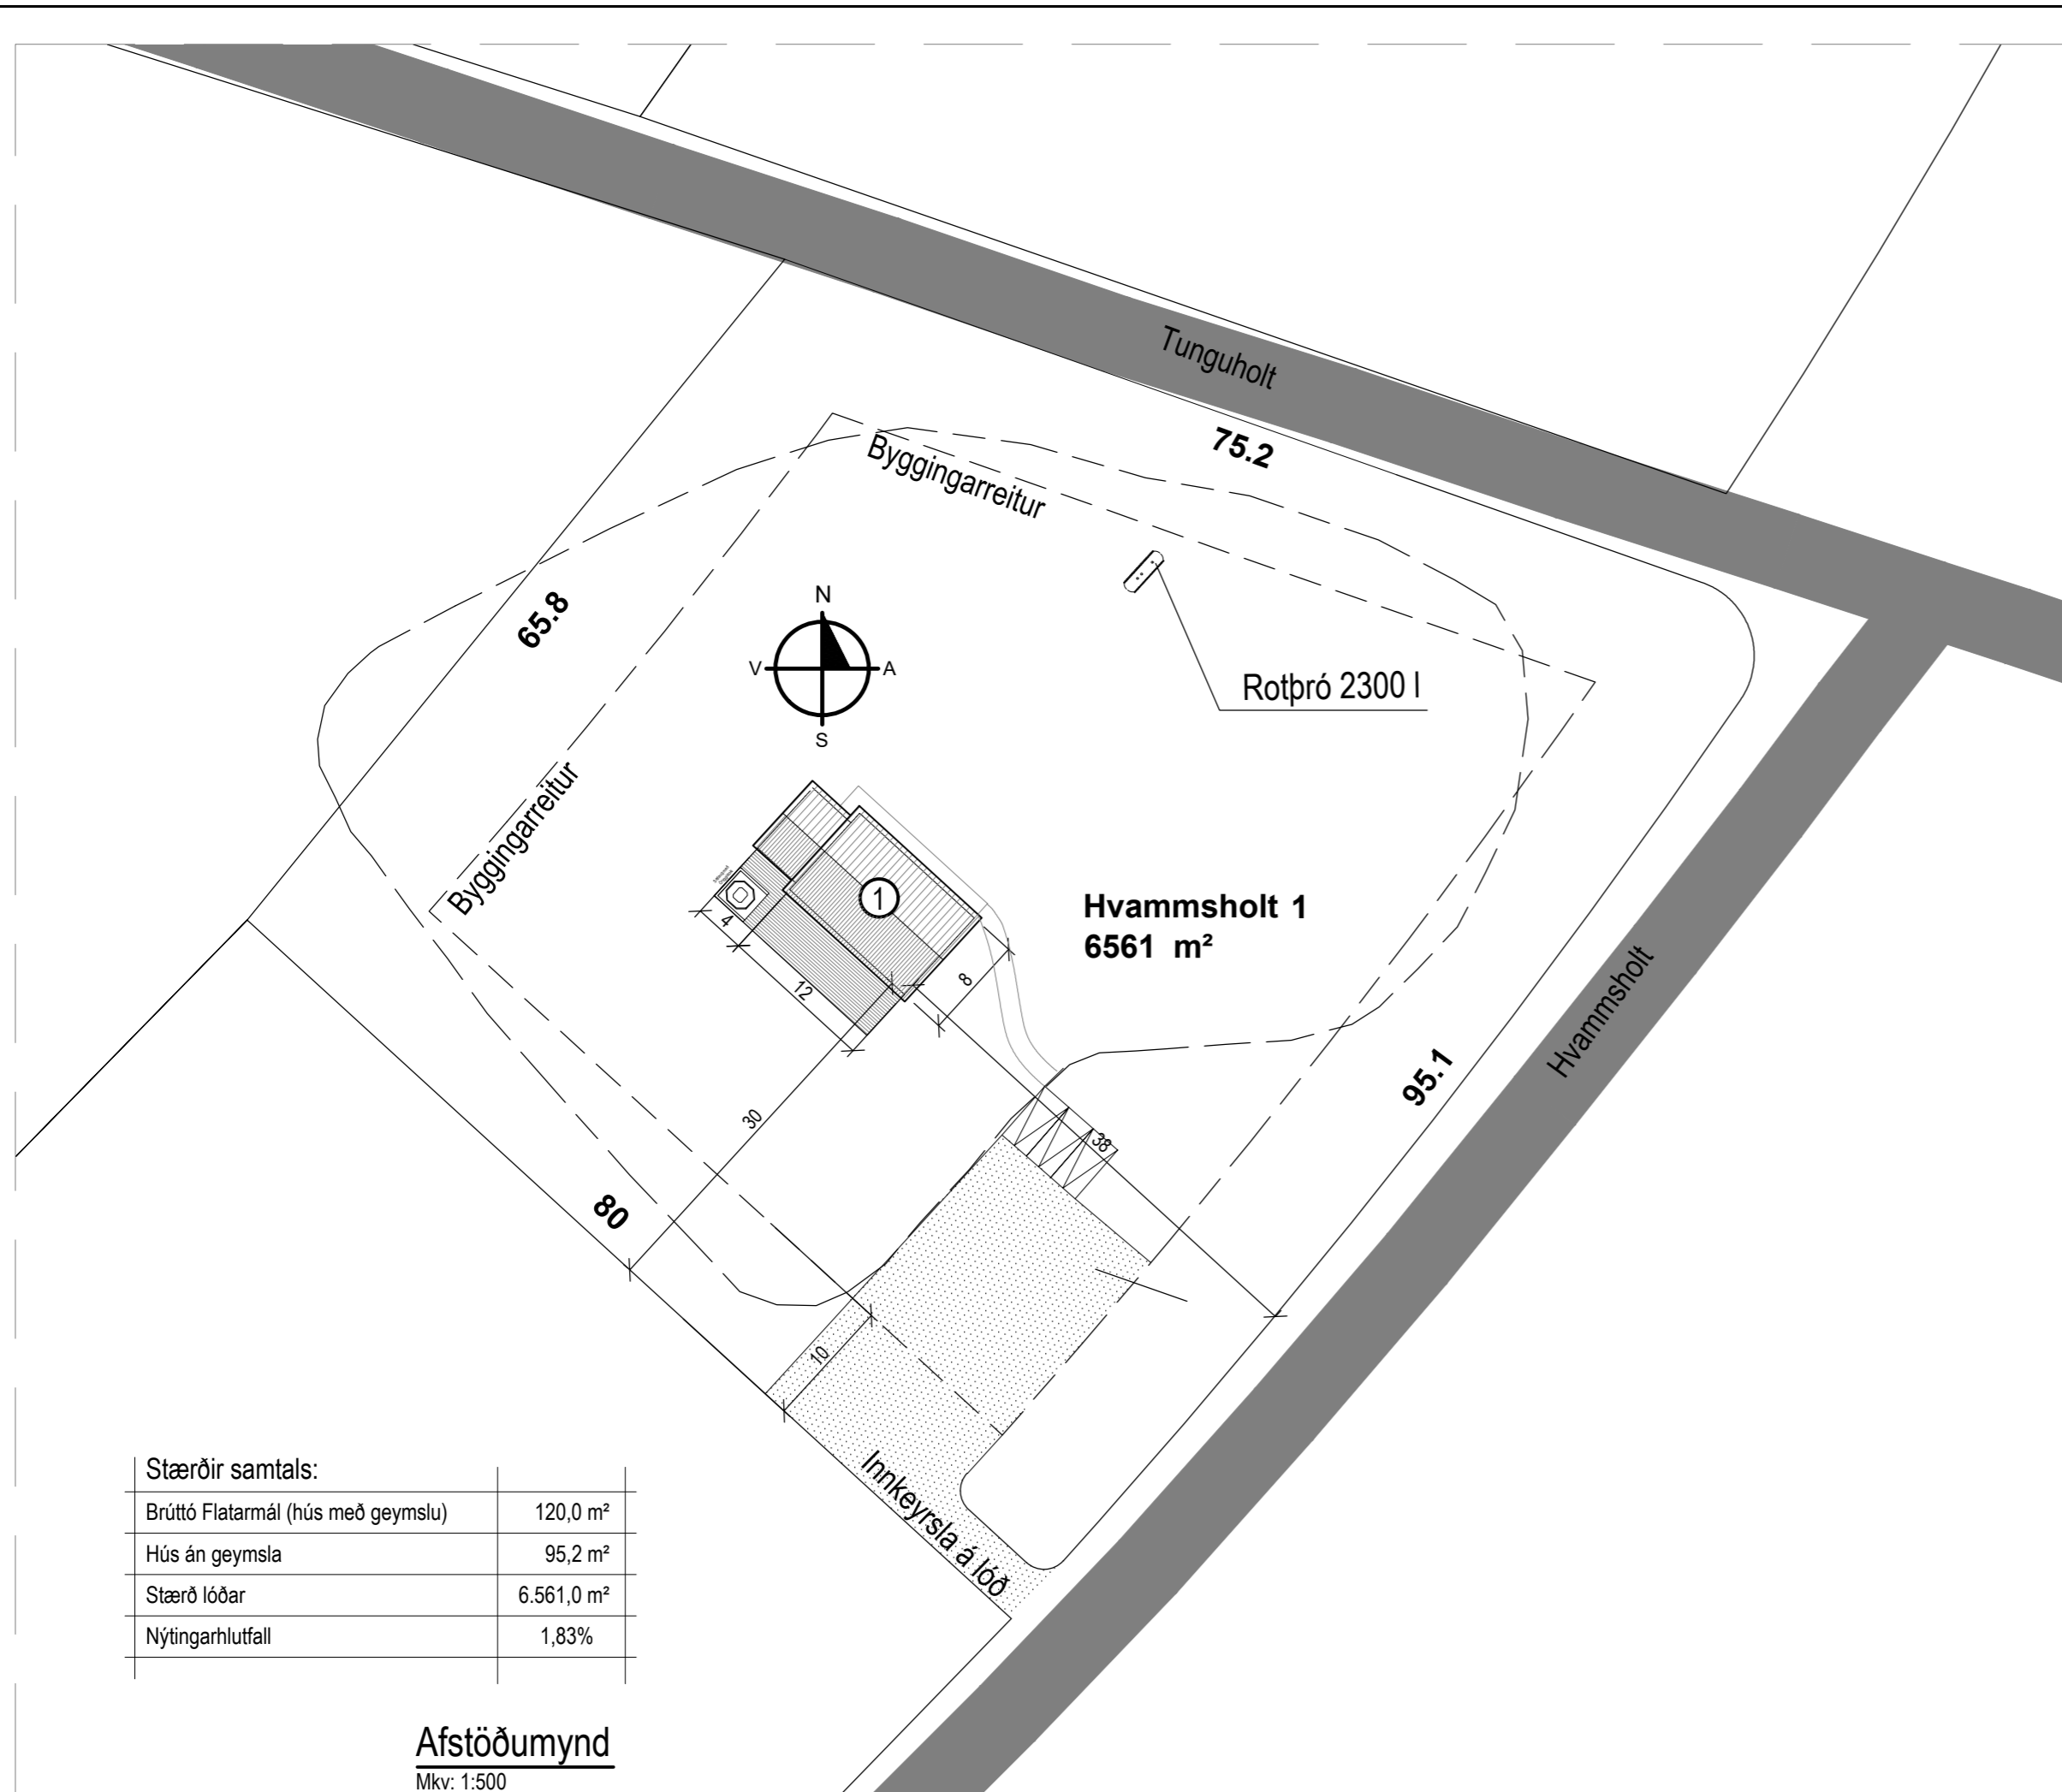 Tunguholt
75.2
Byggingarreitur
65.8
N
V
A
S
Rotþró 2300 l
Byggingarreitur
1
4
12
8
Hvammsholt 1
6561 m²
Hvammsholt
95.1
30
38
80
10
Innkeyrsla á lóð
Stærðir samtals:
Brúttó Flatarmál (hús með geymslu) 120,0 m²
Hús án geymsla 95,2 m²
Stærð lóðar 6.561,0 m²
Nýtingarhlutfall 1,83%
Afstöðumynd
Mkv: 1:500